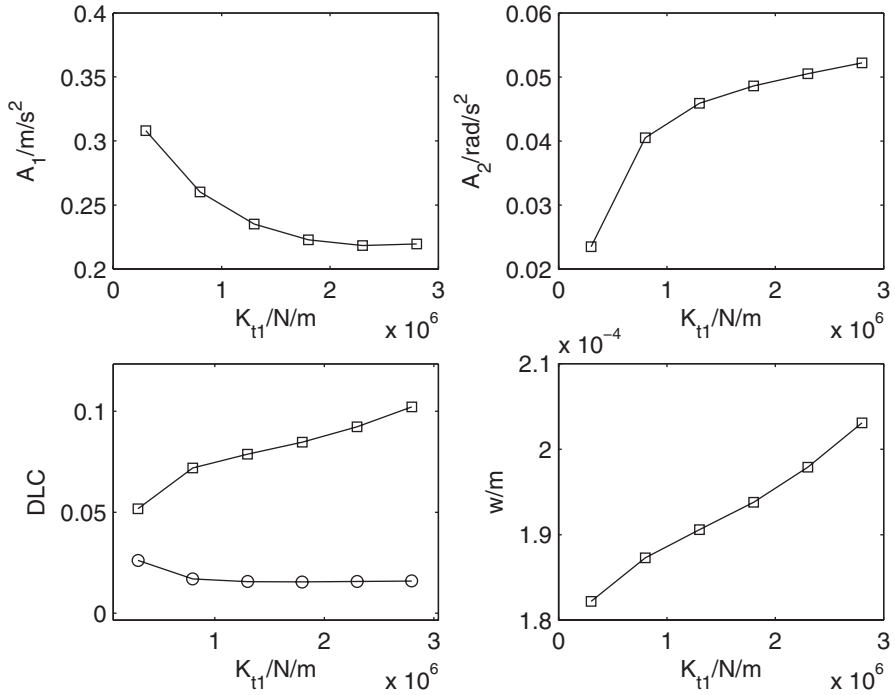 0.4
0.35
0.3
0.25
0.2
A1/m/s2
0 1 2 3
Kt1/N/m
x 10^6
0.06
0.05
0.04
0.03
0.02
A2/rad/s2
0 1 2 3
Kt1/N/m
x 10^6
0.1
0.05
0
DLC
1 2 3
Kt1/N/m
x 10^6
x 10^−4
2.1
2
1.9
1.8
w/m
0 1 2 3
Kt1/N/m
x 10^6